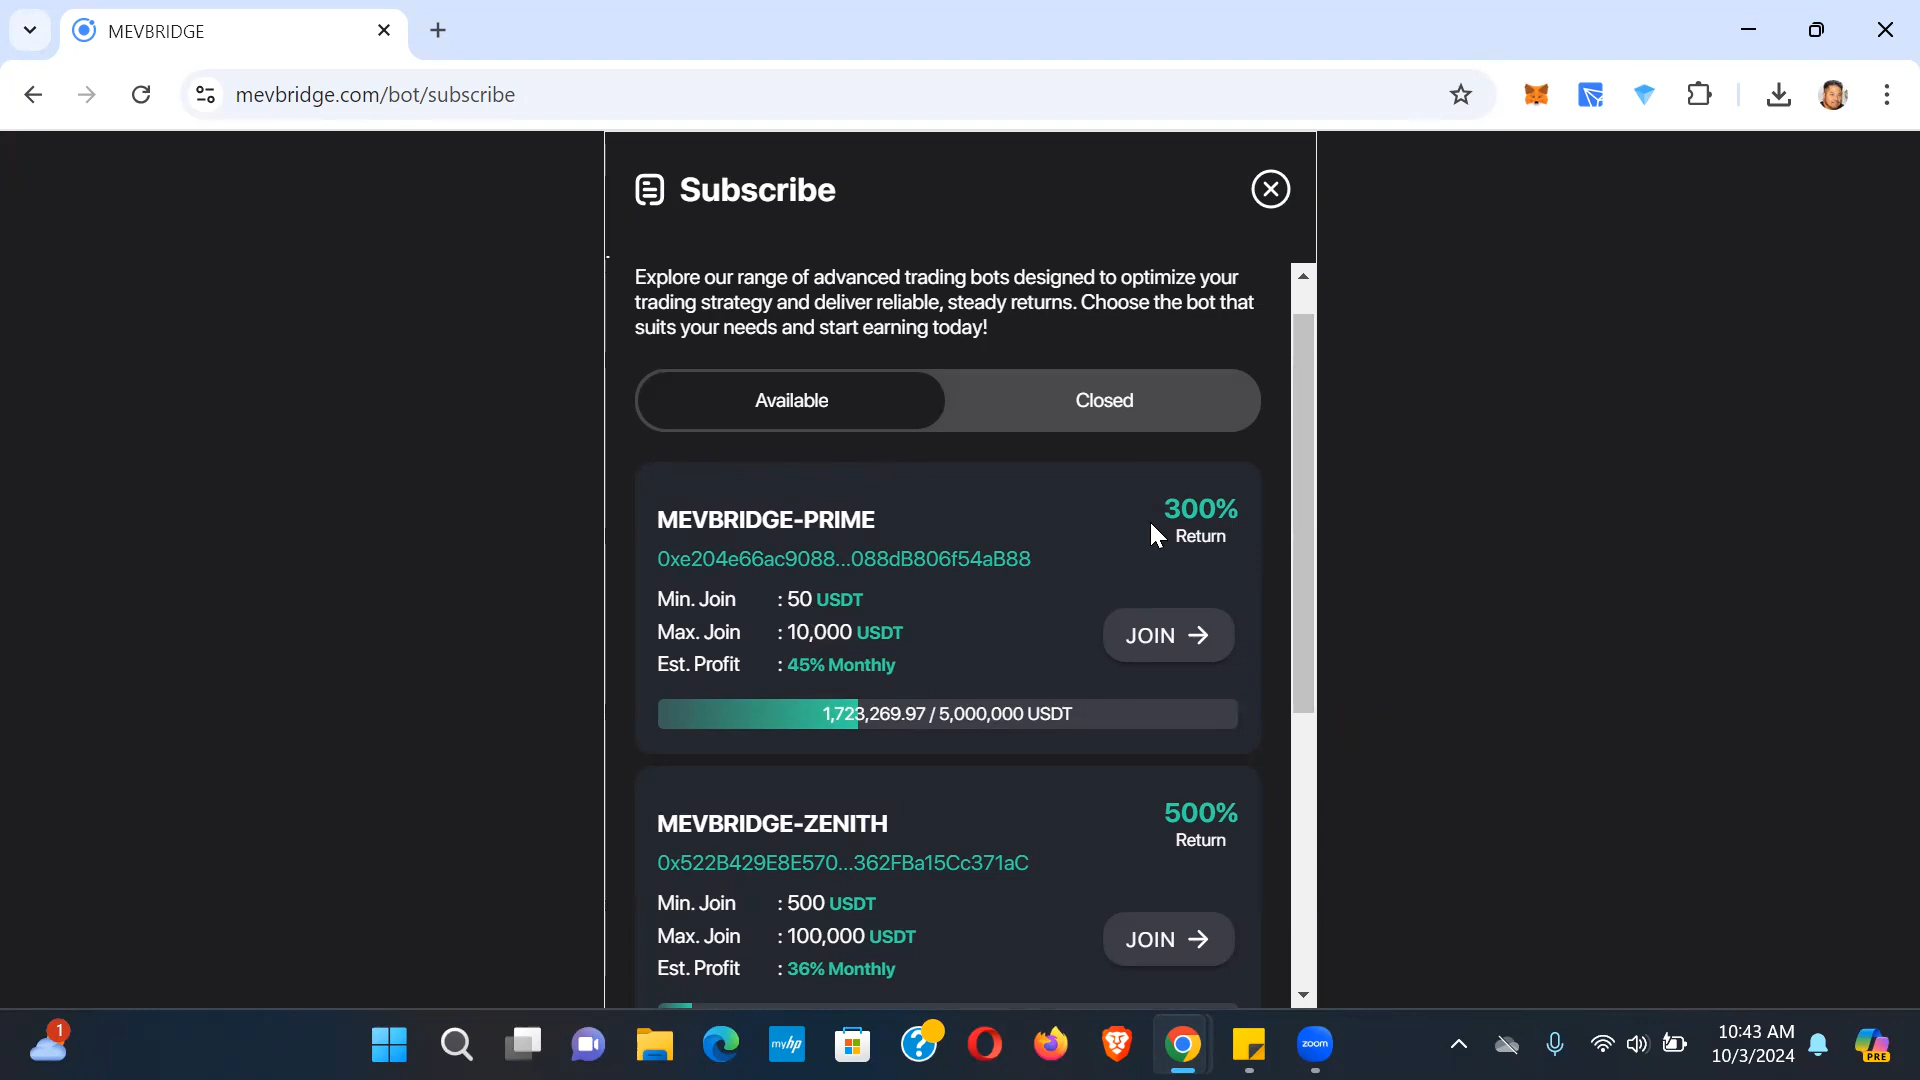 MEVBRIDGE
mevbridge.com/bot/subscribe
Subscribe
Explore our range of advanced trading bots designed to optimize your
trading strategy and deliver reliable, steady returns. Choose the bot that
suits your needs and start earning today!
Available Closed
MEVBRIDGE-PRIME 300%
Return
0xe204e66ac9088...088dB806f54aB88
Min. Join : 50 USDT
Max. Join : 10,000 USDT
JOIN
Est. Profit : 45% Monthly
1,723,269.97 / 5,000,000 USDT
MEVBRIDGE-ZENITH 500%
Return
0x522B429E8E570...362FBa15Cc371aC
Min. Join : 500 USDT
Max. Join : 100,000 USDT
JOIN
Est. Profit : 36% Monthly
1
myhp
zoom
10:43 AM
10/3/2024
PRE